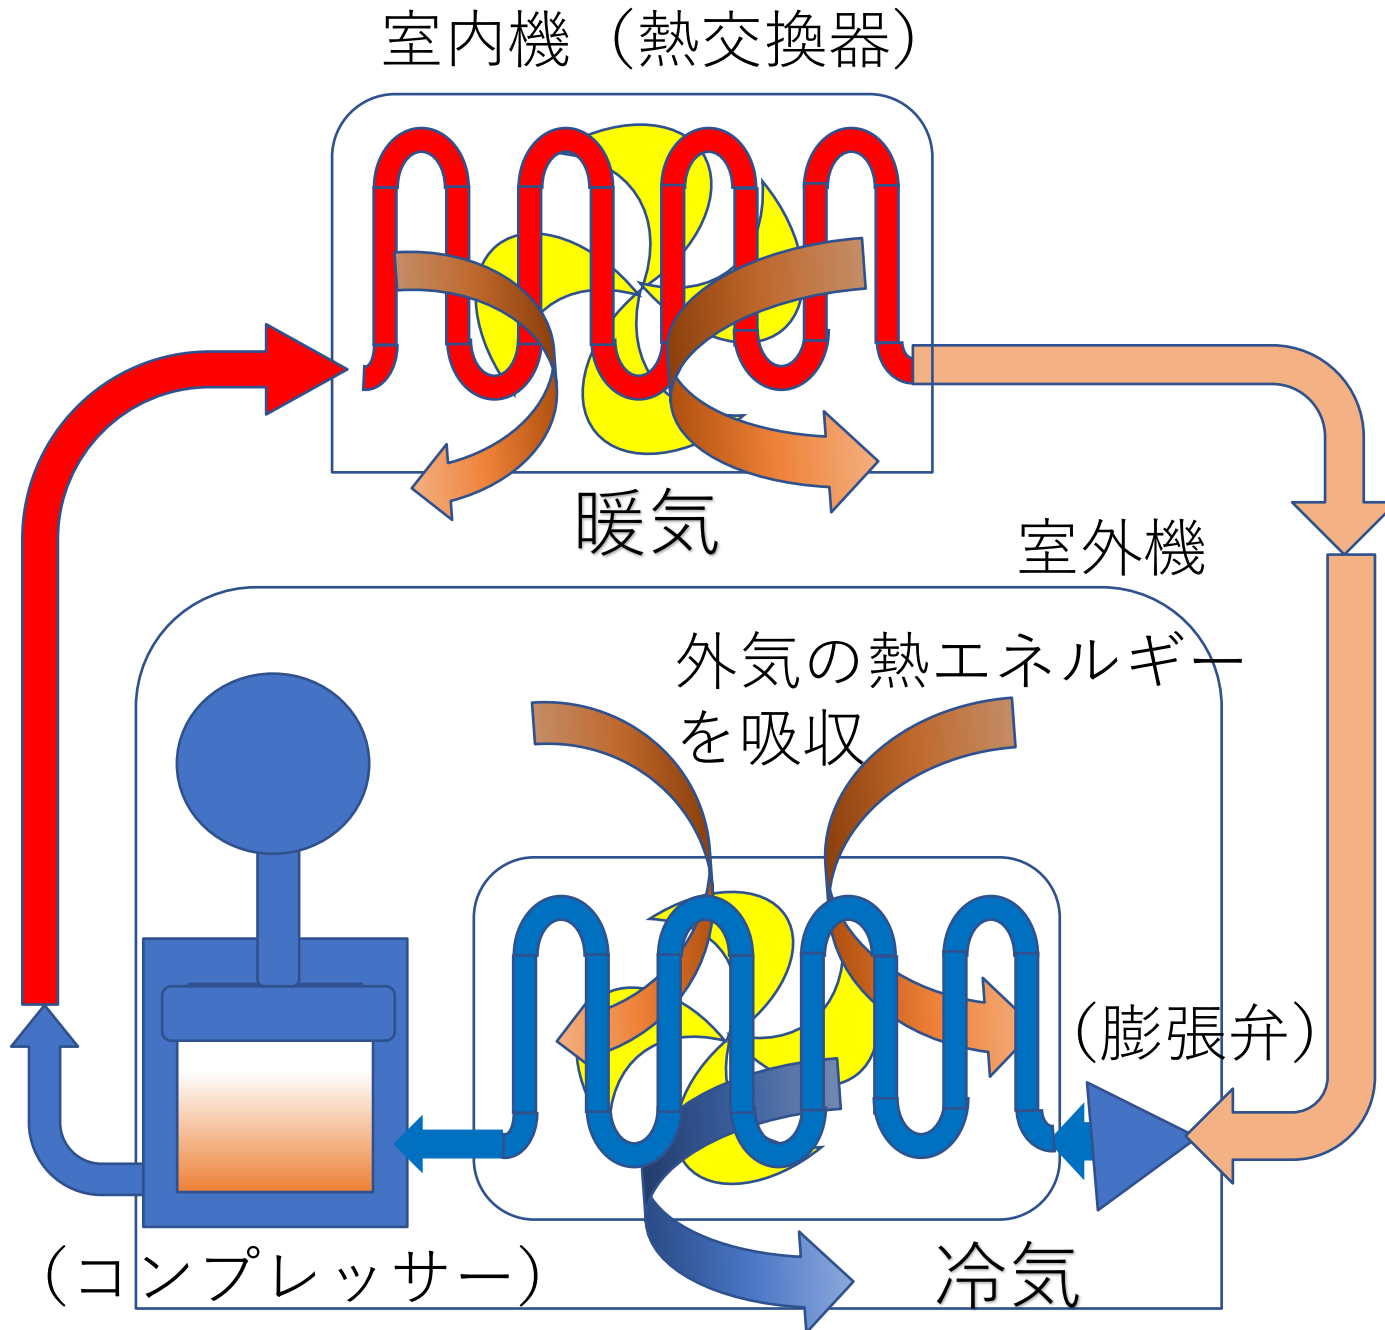 室内機（熱交換器）
暖気
室外機
外気の熱エネルギー
を吸収
（膨張弁）
（コンプレッサー）
冷気